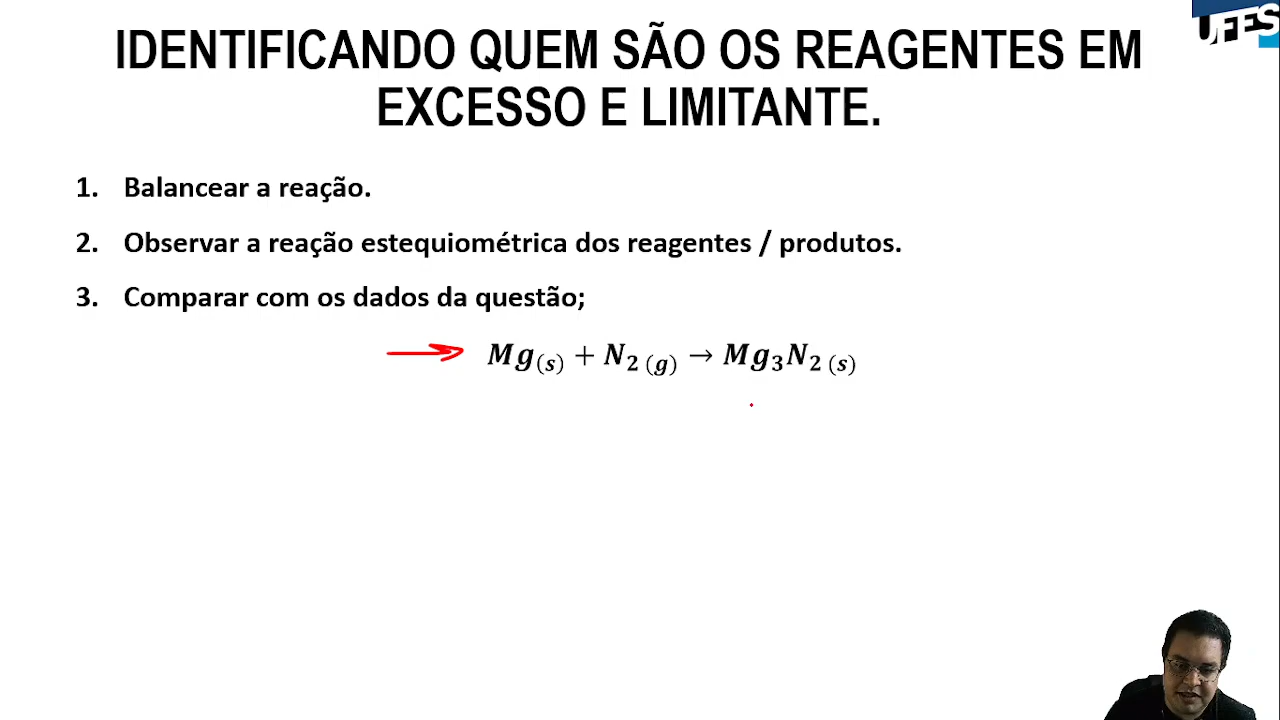 UFES
IDENTIFICANDO QUEM SÃO OS REAGENTES EM
EXCESSO E LIMITANTE.
1. Balancear a reação.
2. Observar a reação estequiométrica dos reagentes / produtos.
3. Comparar com os dados da questão;
Mg(s) + N2 (g) → Mg3N2 (s)